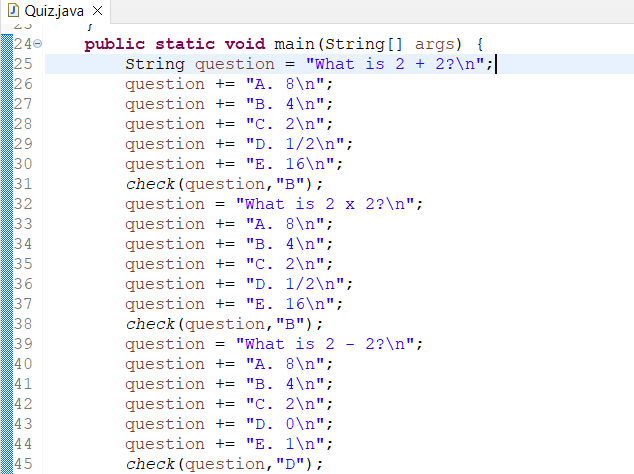 Quiz.java
23 }
24 public static void main(String[] args) {
25 String question = "What is 2 + 2?\n";
26 question += "A. 8\n";
27 question += "B. 4\n";
28 question += "C. 2\n";
29 question += "D. 1/2\n";
30 question += "E. 16\n";
31 check(question,"B");
32 question = "What is 2 x 2?\n";
33 question += "A. 8\n";
34 question += "B. 4\n";
35 question += "C. 2\n";
36 question += "D. 1/2\n";
37 question += "E. 16\n";
38 check(question,"B");
39 question = "What is 2 - 2?\n";
40 question += "A. 8\n";
41 question += "B. 4\n";
42 question += "C. 2\n";
43 question += "D. 0\n";
44 question += "E. 1\n";
45 check(question,"D");